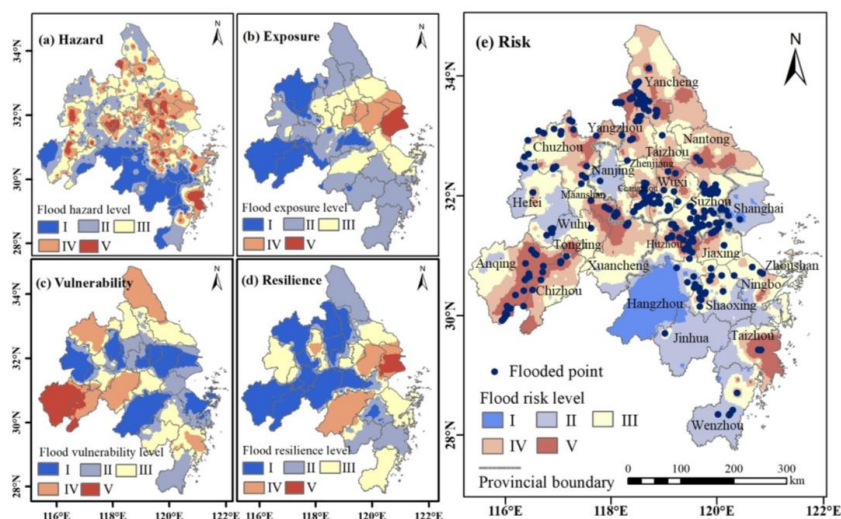 (a) Hazard
N
34°N
32°N
30°N
28°N
Flood hazard level
I II III
IV V
(b) Exposure
N
Flood exposure level
I II III
IV V
(c) Vulnerability
34°N
32°N
30°N
28°N
Flood vulnerability level
I II III
IV V
116°E 118°E 120°E 122°E
(d) Resilience
Flood resilience level
I II III
IV V
116°E 118°E 120°E 122°E
(e) Risk
N
34°N
32°N
30°N
28°N
Yancheng
Yangzhou
Nantong
Chuzhou
Taizhou
Zhenjiang
Nanjing
Wuxi
Maanshan
Suzhou
Hefei
Shanghai
Wuhu
Huzhou
Tongling
Jiaxing
Anqing
Xuancheng
Zhoushan
Chizhou
Ningbo
Hangzhou
Shaoxing
Jinhua
Taizhou
Wenzhou
Flooded point
Flood risk level
I II III
IV V
Provincial boundary
0 50 100 200 300
km
116°E 118°E 120°E 122°E